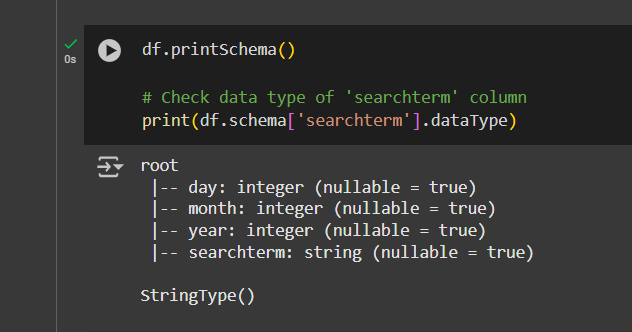 df.printSchema()
0s
# Check data type of 'searchterm' column
print(df.schema['searchterm'].dataType)
root
|-- day: integer (nullable = true)
|-- month: integer (nullable = true)
|-- year: integer (nullable = true)
|-- searchterm: string (nullable = true)
StringType()